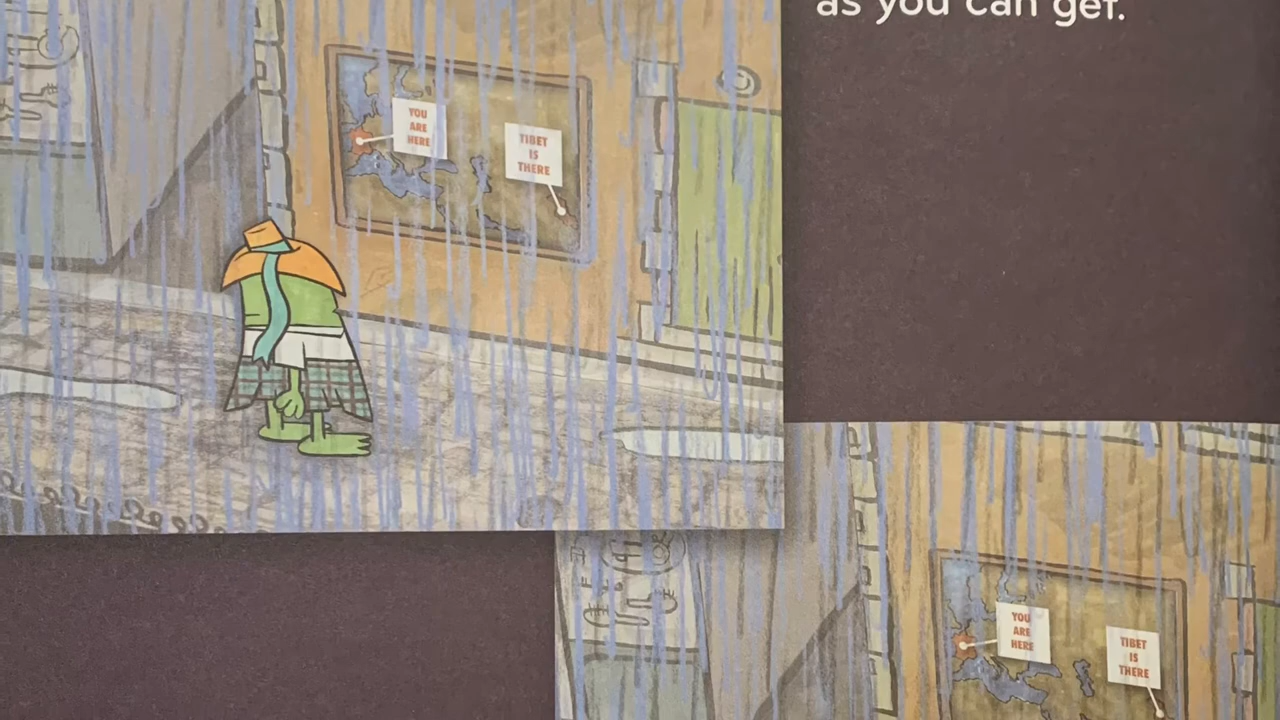 as you can get.
YOU
ARE
HERE
TIBET
IS
THERE
YOU
ARE
HERE
TIBET
IS
THERE